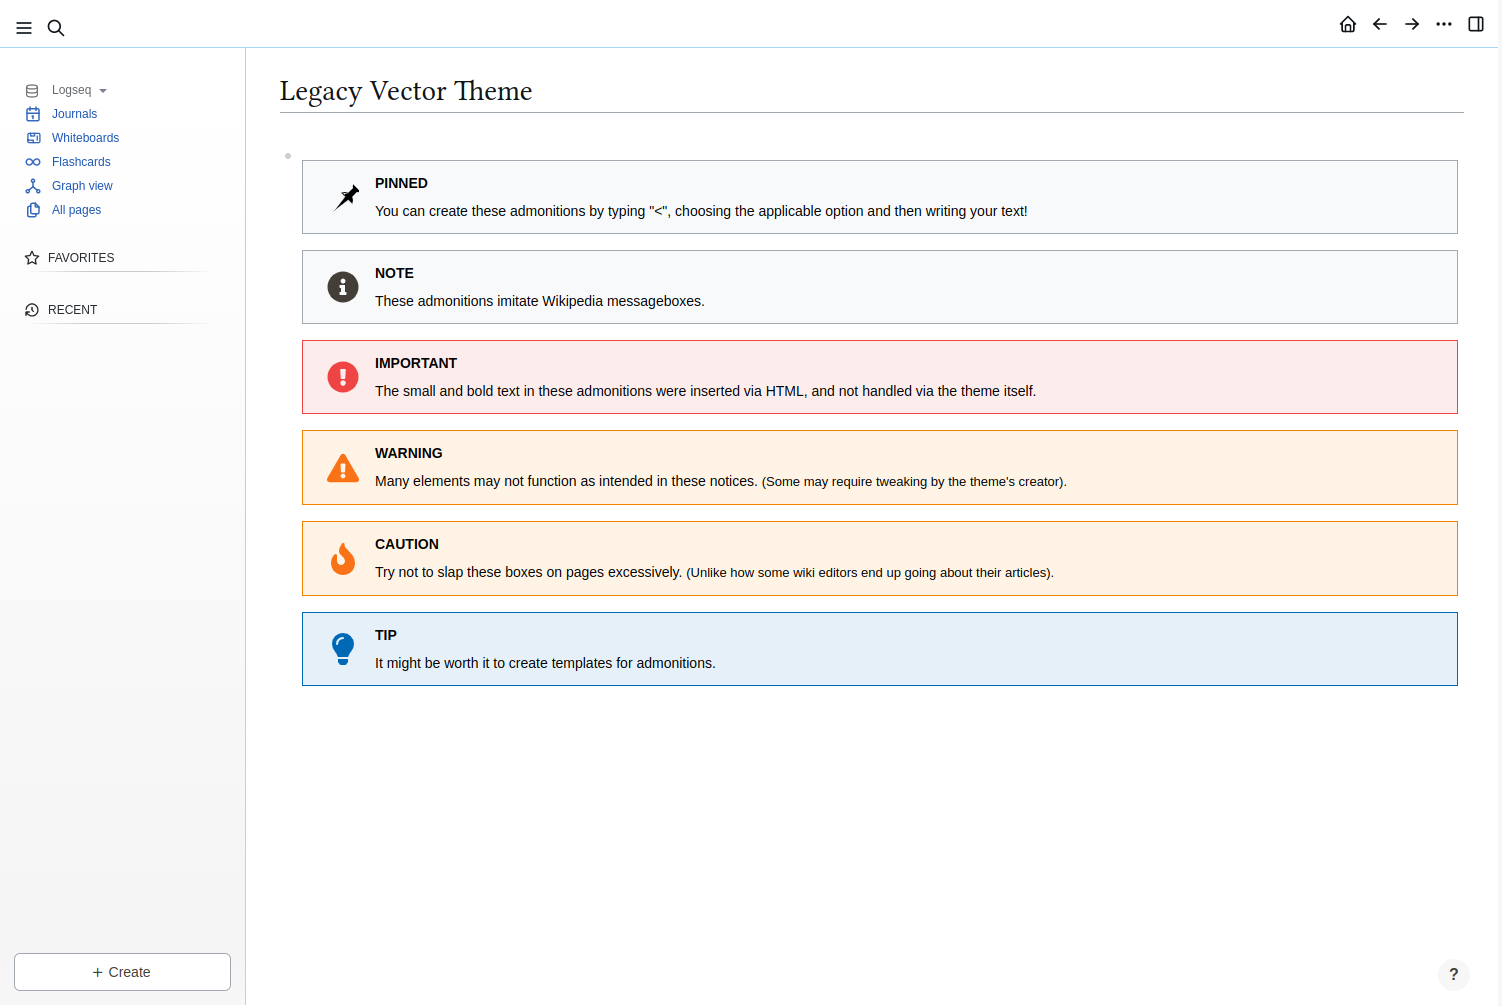 Logseq
Journals
Whiteboards
Flashcards
Graph view
All pages
FAVORITES
RECENT
+ Create
Legacy Vector Theme
PINNED
You can create these admonitions by typing "<", choosing the applicable option and then writing your text!
NOTE
These admonitions imitate Wikipedia messageboxes.
IMPORTANT
The small and bold text in these admonitions were inserted via HTML, and not handled via the theme itself.
WARNING
Many elements may not function as intended in these notices. (Some may require tweaking by the theme's creator).
CAUTION
Try not to slap these boxes on pages excessively. (Unlike how some wiki editors end up going about their articles).
TIP
It might be worth it to create templates for admonitions.
?